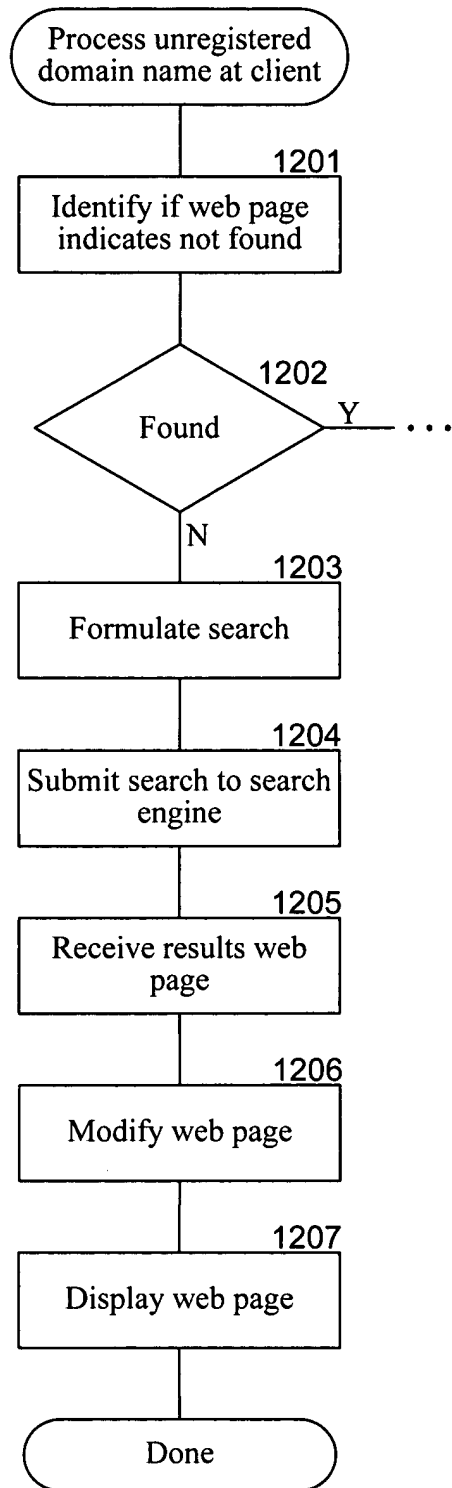 Process unregistered
domain name at client
1201
Identify if web page
indicates not found
1202
Found
Y
...
N
1203
Formulate search
1204
Submit search to search
engine
1205
Receive results web
page
1206
Modify web page
1207
Display web page
Done